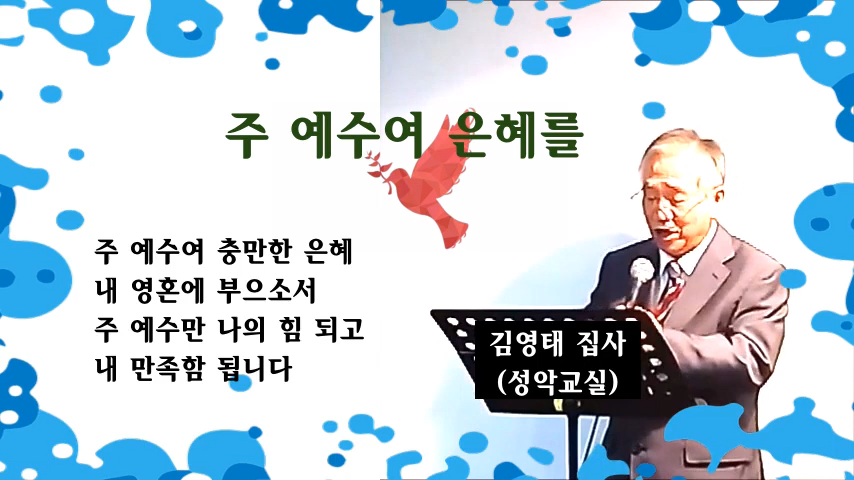 주 예수여 은혜를
주 예수여 충만한 은혜
내 영혼에 부으소서
주 예수만 나의 힘 되고
내 만족함 됩니다
김영태 집사
(성악교실)